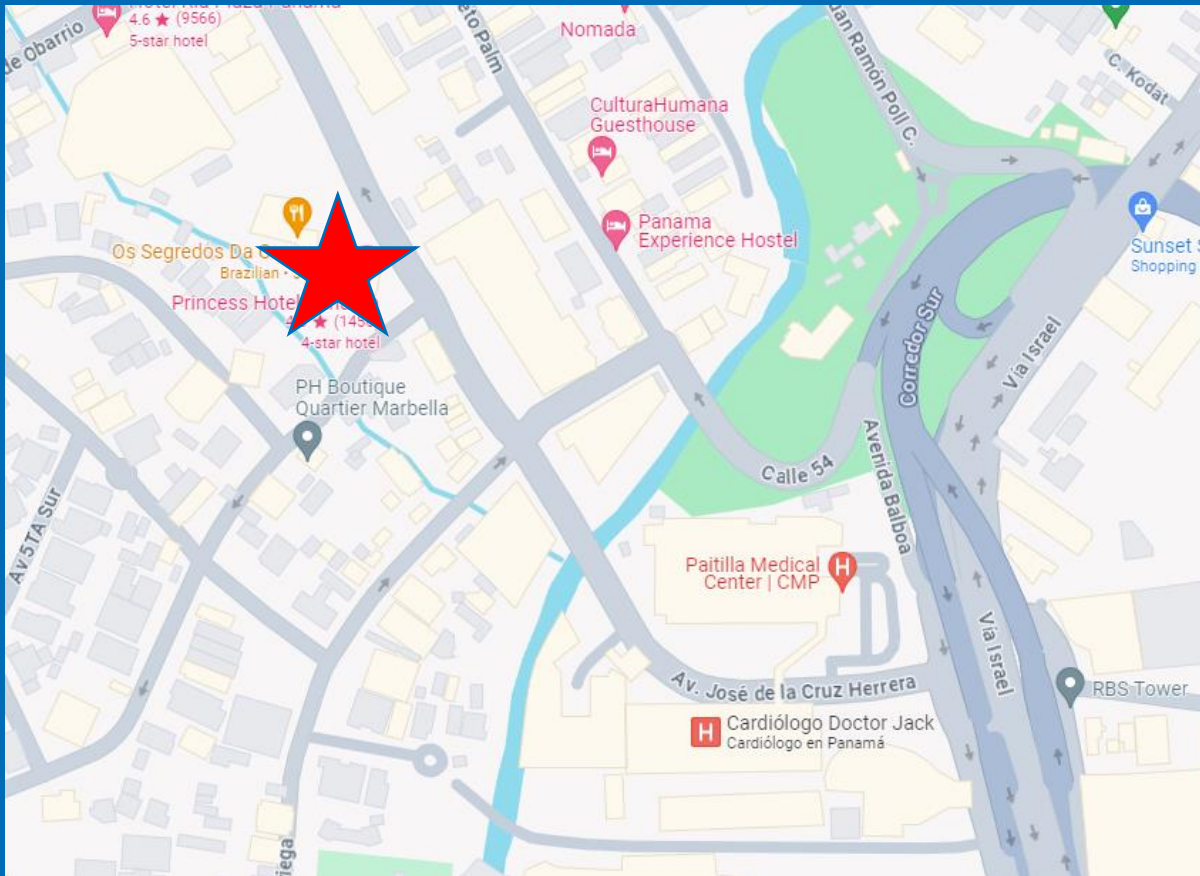 4.6 ★ (9566)
5-star hotel
de Obarrio
Nomada
CulturaHumana
Guesthouse
Juan Ramón Poll C.
C. Kodat
Panama
Experience Hostel
Os Segredos Da
Brazilian •
Princess Hotel
4-star hotel
Sunset
Shopping
Corredor Sur
Vía Israel
PH Boutique
Quartier Marbella
Calle 54
Avenida Balboa
Av.5TA Sur
Paitilla Medical
Center | CMP
H
Vía Israel
Av. José de la Cruz Herrera
RBS Tower
H
Cardiólogo Doctor Jack
Cardiólogo en Panamá